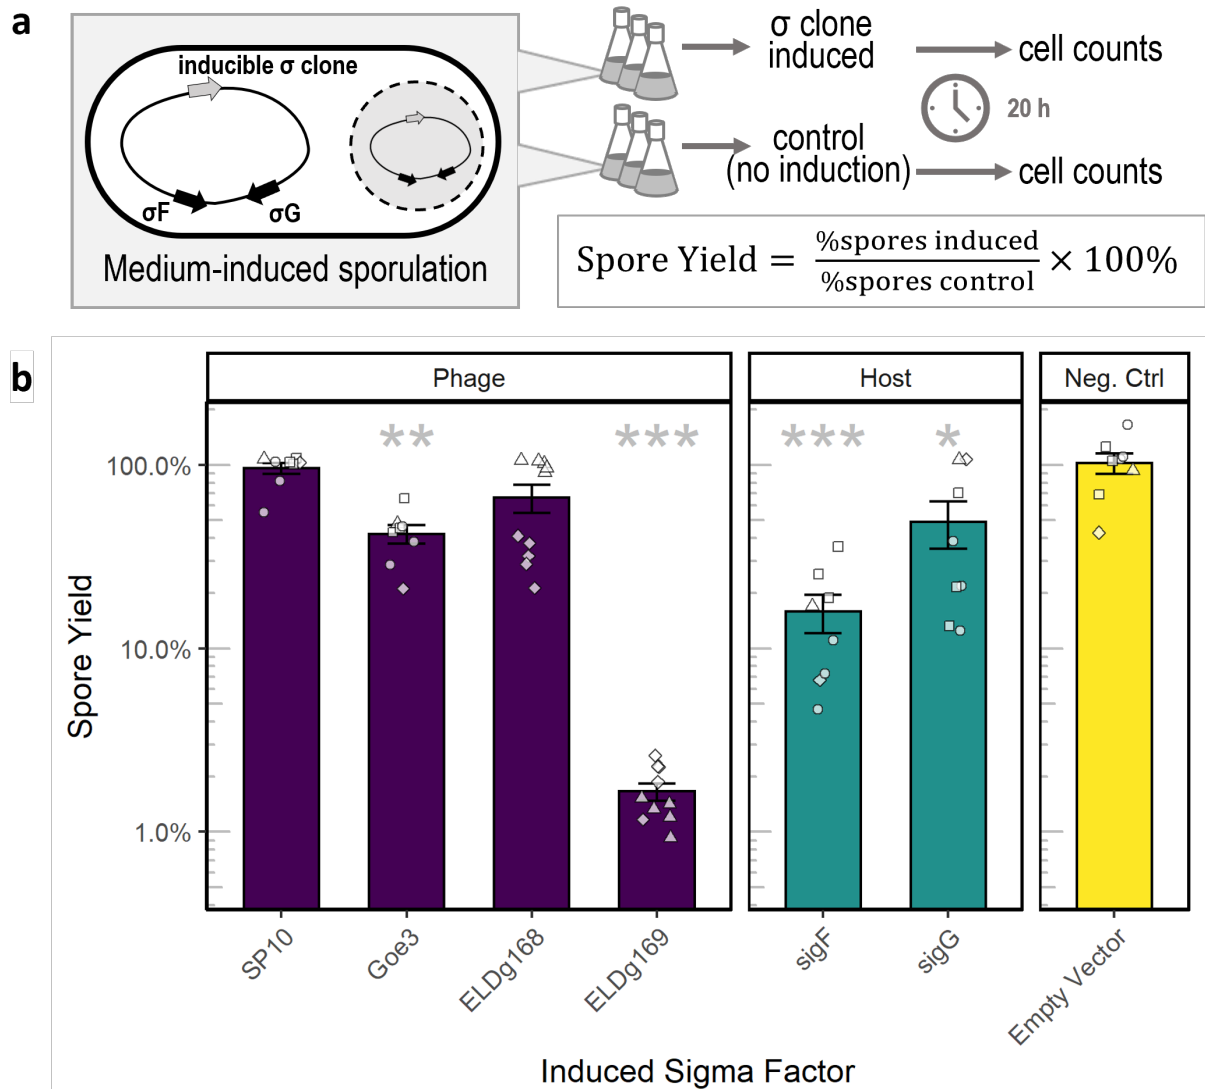 a
inducible σ clone
σF
σG
Medium-induced sporulation
σ clone
induced
cell counts
20 h
control
(no induction)
cell counts
Spore Yield = %spores induced / %spores control × 100%
b
Phage
Host
Neg. Ctrl
**
***
***
*
100.0%
10.0%
1.0%
Spore Yield
SP10
Goe3
ELDg168
ELDg169
sigF
sigG
Empty Vector
Induced Sigma Factor